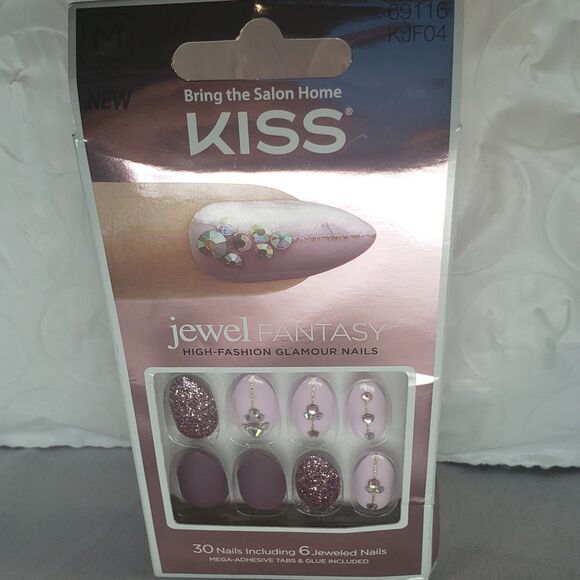 69116
KJF04
M
NEW
Bring the Salon Home
KISS®
jewel FANTASY
HIGH-FASHION GLAMOUR NAILS
30 Nails Including 6 Jeweled Nails
MEGA-ADHESIVE TABS & GLUE INCLUDED